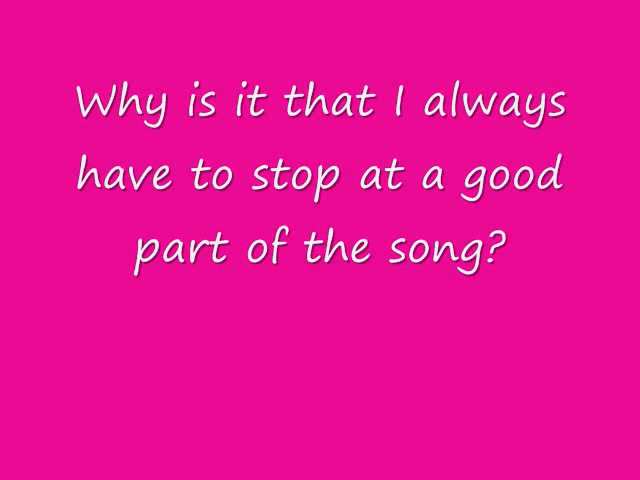 Why is it that I always
have to stop at a good
part of the song?